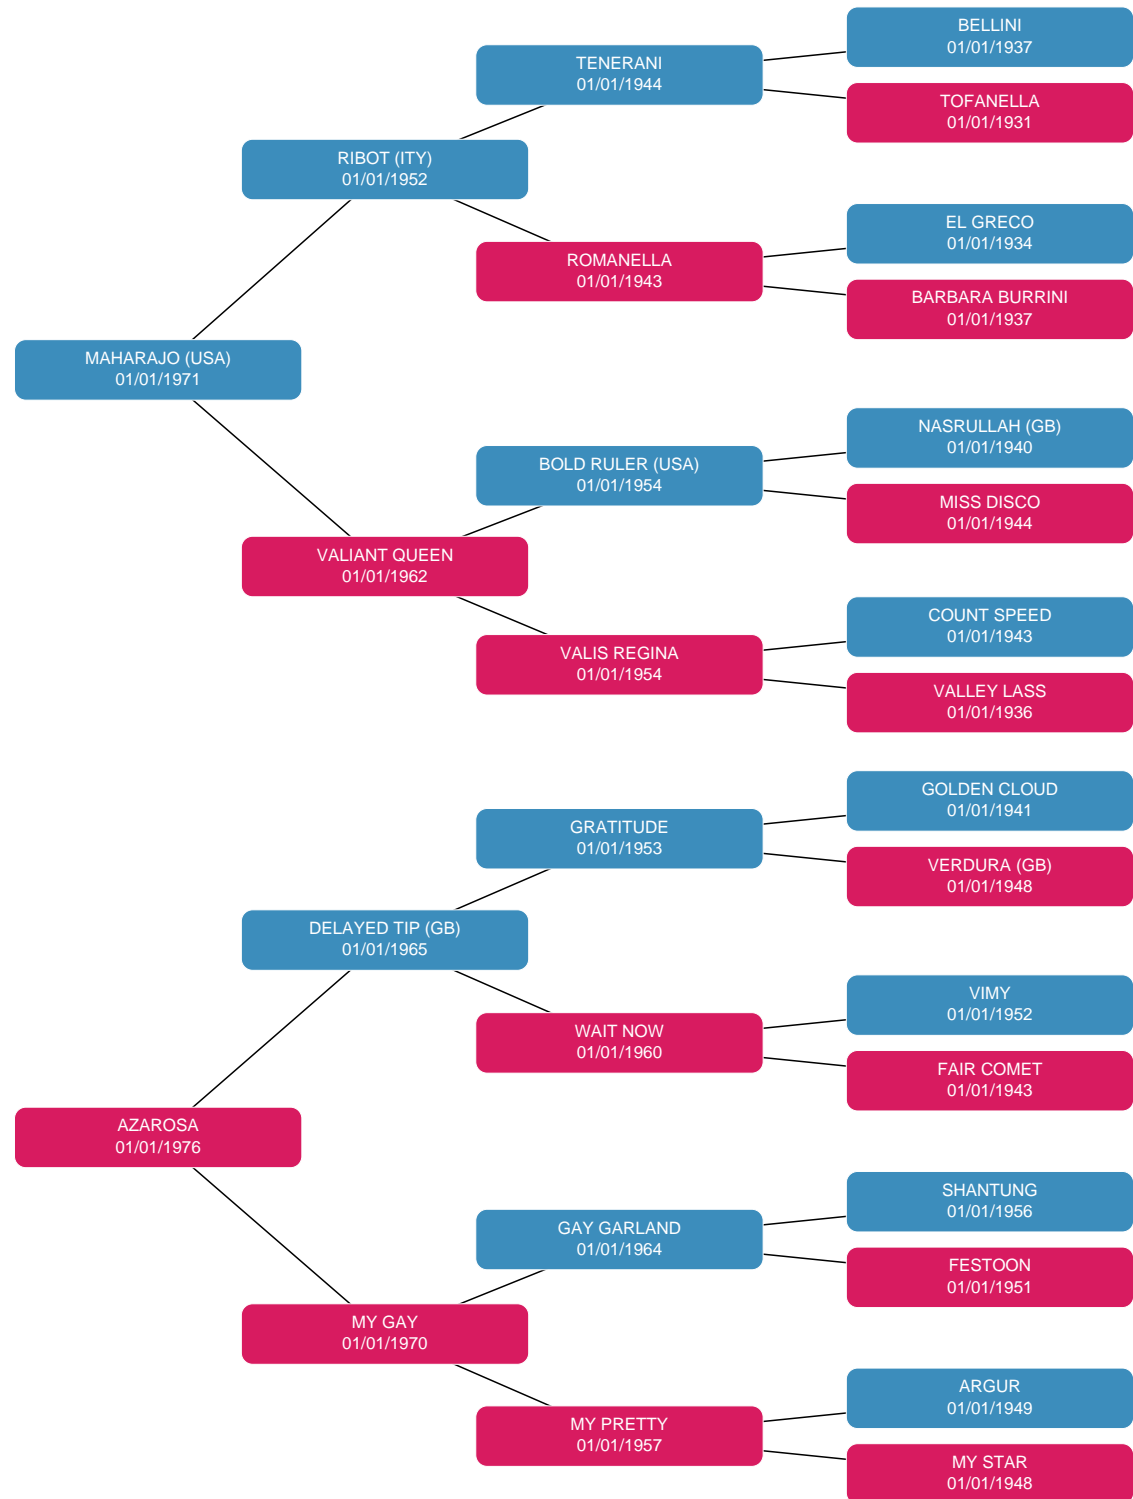 BELLINI
01/01/1937
TENERANI
01/01/1944
TOFANELLA
01/01/1931
RIBOT (ITY)
01/01/1952
EL GRECO
01/01/1934
ROMANELLA
01/01/1943
BARBARA BURRINI
01/01/1937
MAHARAJO (USA)
01/01/1971
NASRULLAH (GB)
01/01/1940
BOLD RULER (USA)
01/01/1954
MISS DISCO
01/01/1944
VALIANT QUEEN
01/01/1962
COUNT SPEED
01/01/1943
VALIS REGINA
01/01/1954
VALLEY LASS
01/01/1936
GOLDEN CLOUD
01/01/1941
GRATITUDE
01/01/1953
VERDURA (GB)
01/01/1948
DELAYED TIP (GB)
01/01/1965
VIMY
01/01/1952
WAIT NOW
01/01/1960
FAIR COMET
01/01/1943
AZAROSA
01/01/1976
SHANTUNG
01/01/1956
GAY GARLAND
01/01/1964
FESTOON
01/01/1951
MY GAY
01/01/1970
ARGUR
01/01/1949
MY PRETTY
01/01/1957
MY STAR
01/01/1948